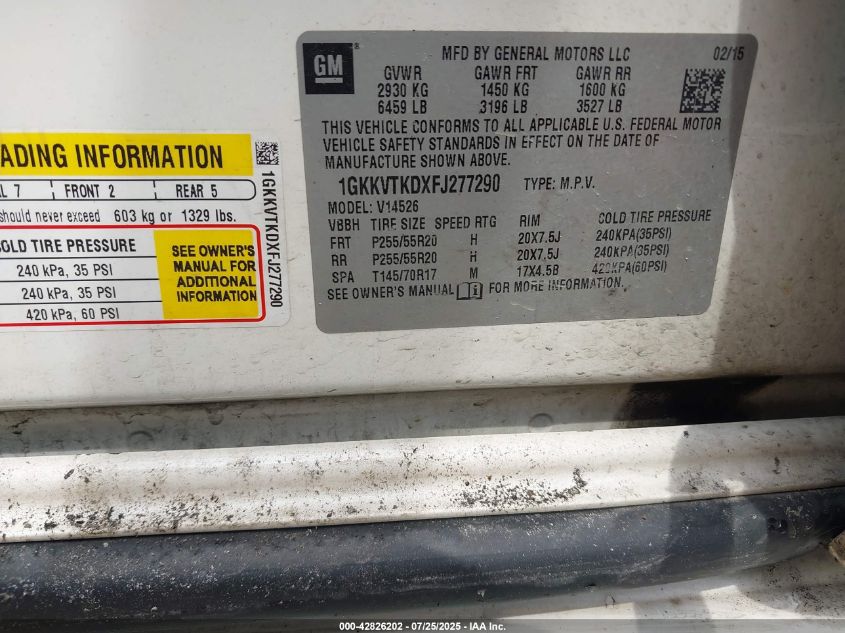 GM
®
MFD BY GENERAL MOTORS LLC 02/15
GVWR GAWR FRT GAWR RR
2930 KG 1450 KG 1600 KG
6459 LB 3196 LB 3527 LB
THIS VEHICLE CONFORMS TO ALL APPLICABLE U.S. FEDERAL MOTOR
VEHICLE SAFETY STANDARDS IN EFFECT ON THE DATE OF
MANUFACTURE SHOWN ABOVE.
1GKKVTKDXFJ277290 TYPE: M.P.V.
MODEL: V14526
VBBH TIRE SIZE SPEED RTG RIM COLD TIRE PRESSURE
FRT P255/55R20 H 20X7.5J 240KPA(35PSI)
RR P255/55R20 H 20X7.5J 240KPA(35PSI)
SPA T145/70R17 M 17X4.5B 420KPA(60PSI)
SEE OWNER'S MANUAL i FOR MORE INFORMATION.
ADING INFORMATION
L 7 FRONT 2 REAR 5
should never exceed 603 kg or 1329 lbs.
COLD TIRE PRESSURE
240 kPa, 35 PSI
240 kPa, 35 PSI
420 kPa, 60 PSI
SEE OWNER'S
MANUAL FOR
ADDITIONAL
INFORMATION
1GKKVTKDXFJ277290
000-42826202 - 07/25/2025 - IAA Inc.